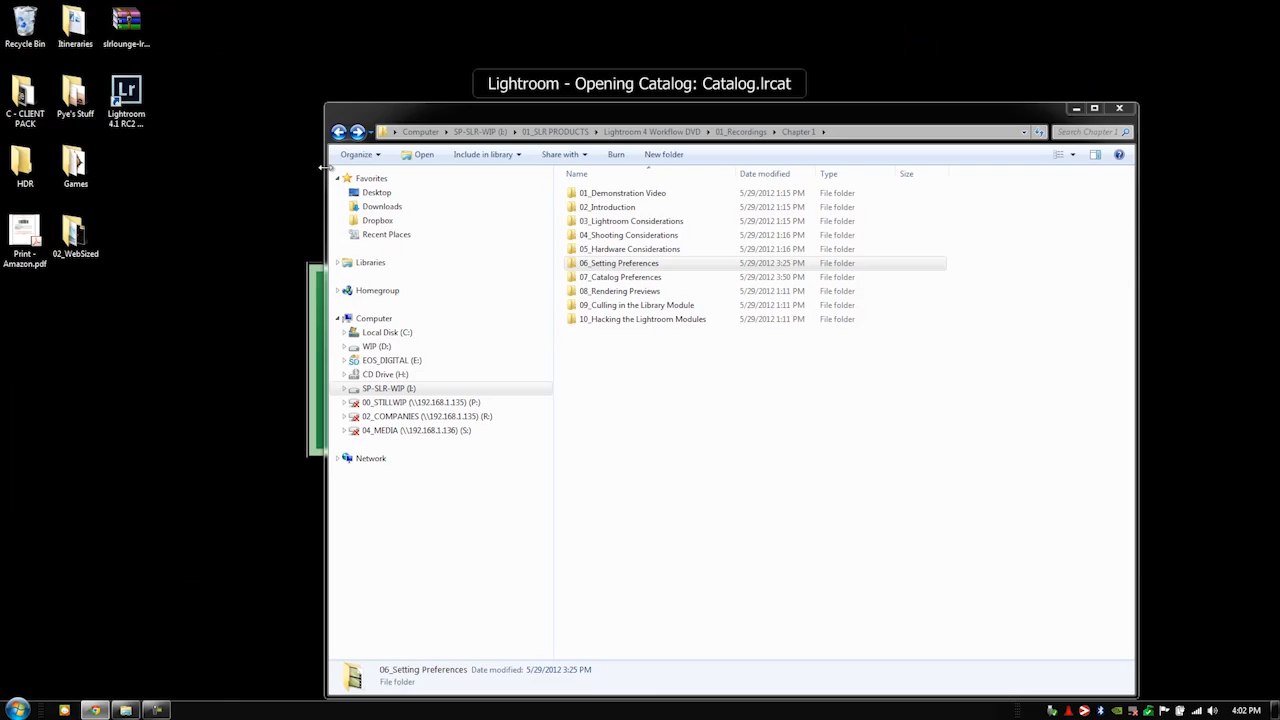 Recycle Bin
Itineraries
slrlounge-lr...
C - CLIENT
PACK
Pye's Stuff
Lightroom
4.1 RC2 ...
HDR
Games
Print -
Amazon.pdf
02_WebSized
Lr
Lightroom - Opening Catalog: Catalog.lrcat
Computer SP-SLR-WIP (I:) 01_SLR PRODUCTS Lightroom 4 Workflow DVD 01_Recordings Chapter 1
Search Chapter 1
Organize Open Include in library Share with Burn New folder
Favorites
Desktop
Downloads
Dropbox
Recent Places
Libraries
Homegroup
Computer
Local Disk (C:)
WIP (D:)
EOS_DIGITAL (E:)
CD Drive (H:)
SP-SLR-WIP (I:)
00_STILLWIP (\\192.168.1.135) (P:)
02_COMPANIES (\\192.168.1.135) (R:)
04_MEDIA (\\192.168.1.136) (S:)
Network
Name Date modified Type Size
01_Demonstration Video 5/29/2012 1:15 PM File folder
02_Introduction 5/29/2012 1:15 PM File folder
03_Lightroom Considerations 5/29/2012 1:15 PM File folder
04_Shooting Considerations 5/29/2012 1:16 PM File folder
05_Hardware Considerations 5/29/2012 1:16 PM File folder
06_Setting Preferences 5/29/2012 3:25 PM File folder
07_Catalog Preferences 5/29/2012 3:50 PM File folder
08_Rendering Previews 5/29/2012 1:11 PM File folder
09_Culling in the Library Module 5/29/2012 1:11 PM File folder
10_Hacking the Lightroom Modules 5/29/2012 1:11 PM File folder
06_Setting Preferences Date modified: 5/29/2012 3:25 PM
File folder
4:02 PM